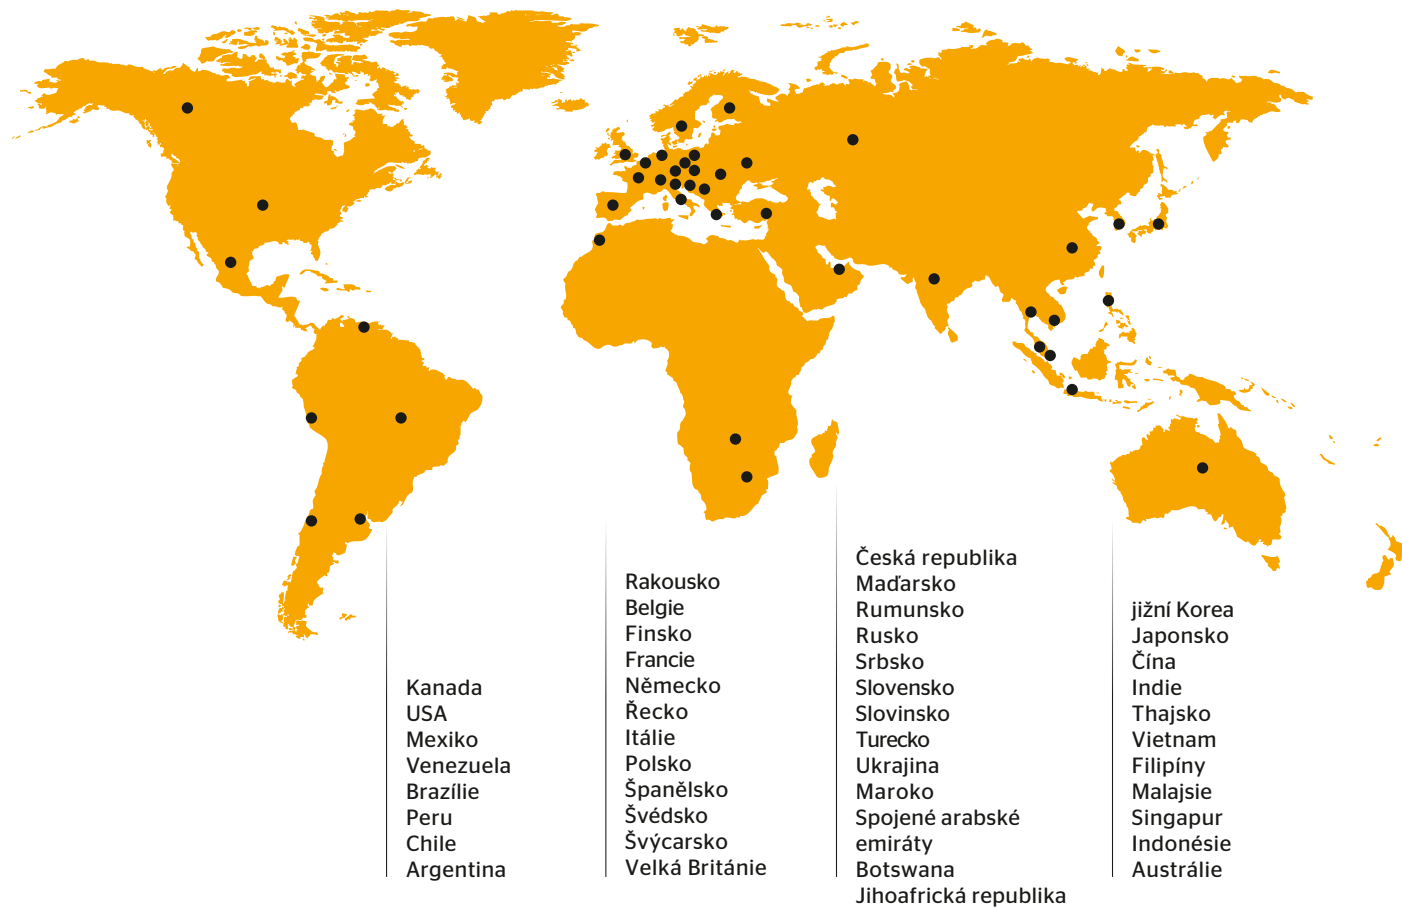 Kanada
USA
Mexiko
Venezuela
Brazílie
Peru
Chile
Argentina
Rakousko
Belgie
Finsko
Francie
Německo
Řecko
Itálie
Polsko
Španělsko
Švédsko
Švýcarsko
Velká Británie
Česká republika
Maďarsko
Rumunsko
Rusko
Srbsko
Slovensko
Slovinsko
Turecko
Ukrajina
Maroko
Spojené arabské
emiráty
Botswana
Jihoafrická republika
jižní Korea
Japonsko
Čína
Indie
Thajsko
Vietnam
Filipíny
Malajsie
Singapur
Indonésie
Austrálie